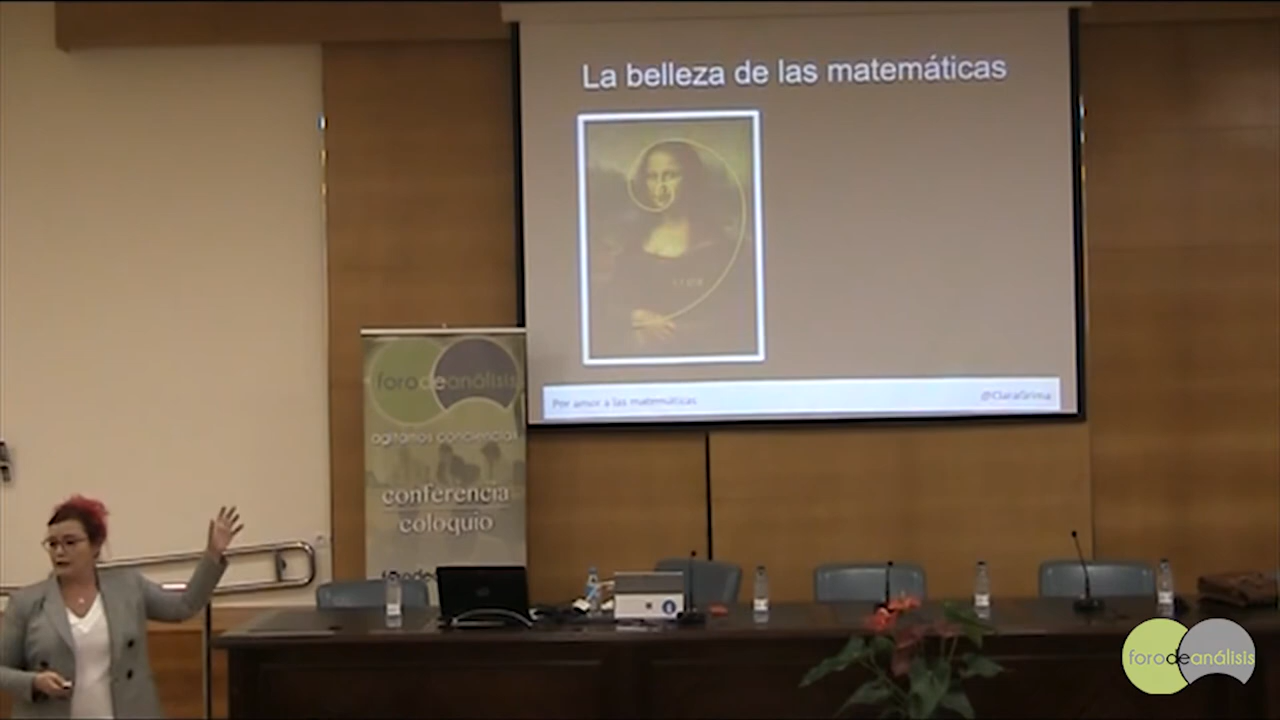 La belleza de las matemáticas
Por amor a las matemáticas
@ClaraGrima
forodeanálisis
agitamos conciencias
conferencia
coloquio
forodeanálisis